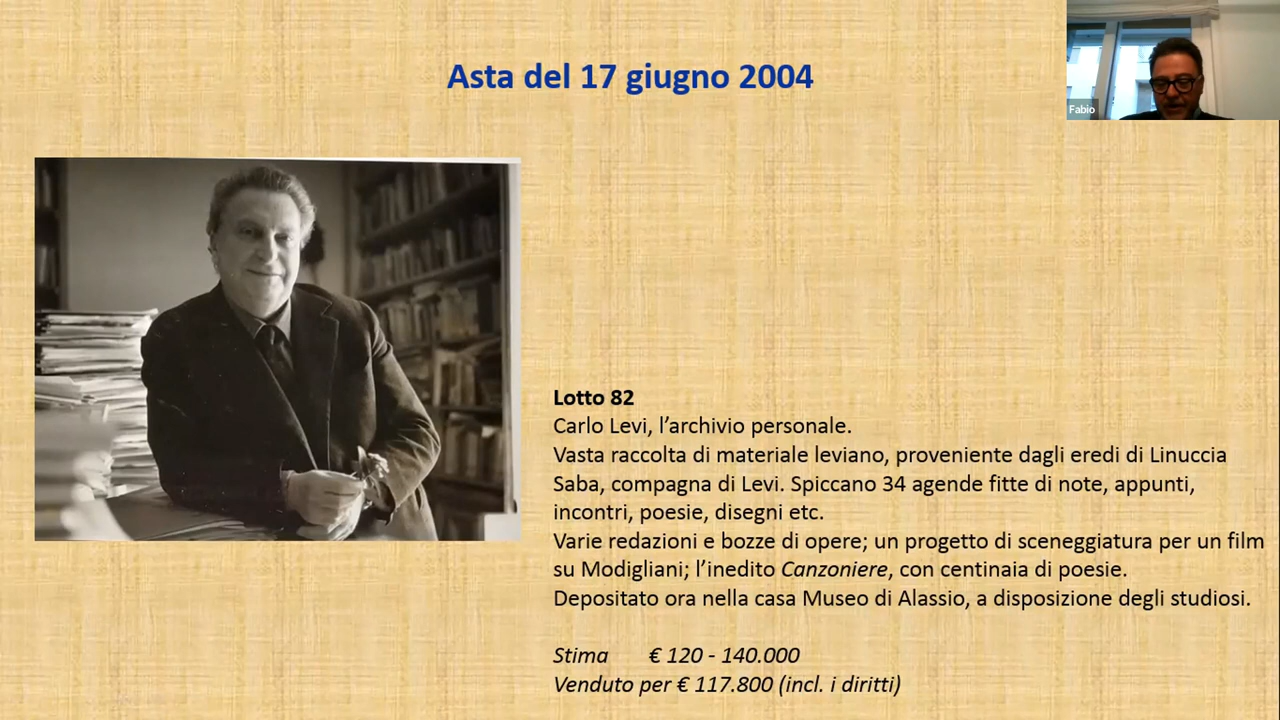 Asta del 17 giugno 2004
Fabio
Lotto 82
Carlo Levi, l’archivio personale.
Vasta raccolta di materiale leviano, proveniente dagli eredi di Linuccia
Saba, compagna di Levi. Spiccano 34 agende fitte di note, appunti,
incontri, poesie, disegni etc.
Varie redazioni e bozze di opere; un progetto di sceneggiatura per un film
su Modigliani; l’inedito Canzoniere, con centinaia di poesie.
Depositato ora nella casa Museo di Alassio, a disposizione degli studiosi.
Stima € 120 - 140.000
Venduto per € 117.800 (incl. i diritti)